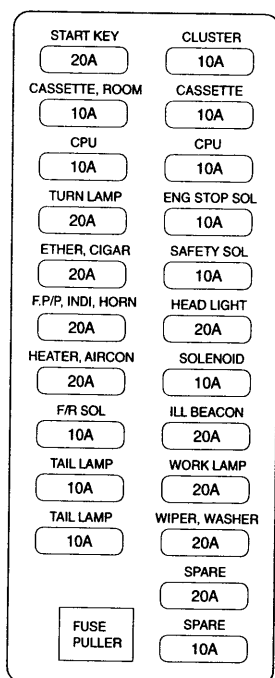 START KEY
20A
CASSETTE, ROOM
10A
CPU
10A
TURN LAMP
20A
ETHER, CIGAR
20A
F.P/P, INDI, HORN
20A
HEATER, AIRCON
20A
F/R SOL
10A
TAIL LAMP
10A
TAIL LAMP
10A
FUSE
PULLER
CLUSTER
10A
CASSETTE
10A
CPU
10A
ENG STOP SOL
10A
SAFETY SOL
10A
HEAD LIGHT
20A
SOLENOID
10A
ILL BEACON
20A
WORK LAMP
20A
WIPER, WASHER
20A
SPARE
20A
SPARE
10A